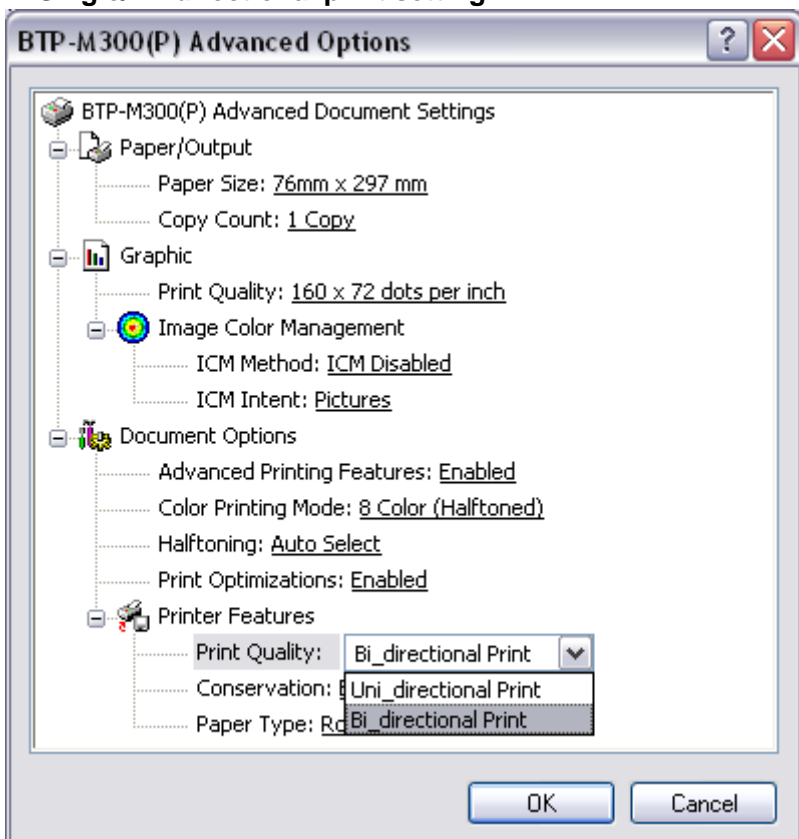 BTP-M300(P) Advanced Options
BTP-M300(P) Advanced Document Settings
Paper/Output
Paper Size: 76mm x 297 mm
Copy Count: 1 Copy
Graphic
Print Quality: 160 x 72 dots per inch
Image Color Management
ICM Method: ICM Disabled
ICM Intent: Pictures
Document Options
Advanced Printing Features: Enabled
Color Printing Mode: 8 Color (Halftoned)
Halftoning: Auto Select
Print Optimizations: Enabled
Printer Features
Print Quality: Bi_directional Print
Conservation:
Uni_directional Print
Paper Type:
Bi_directional Print
OK Cancel